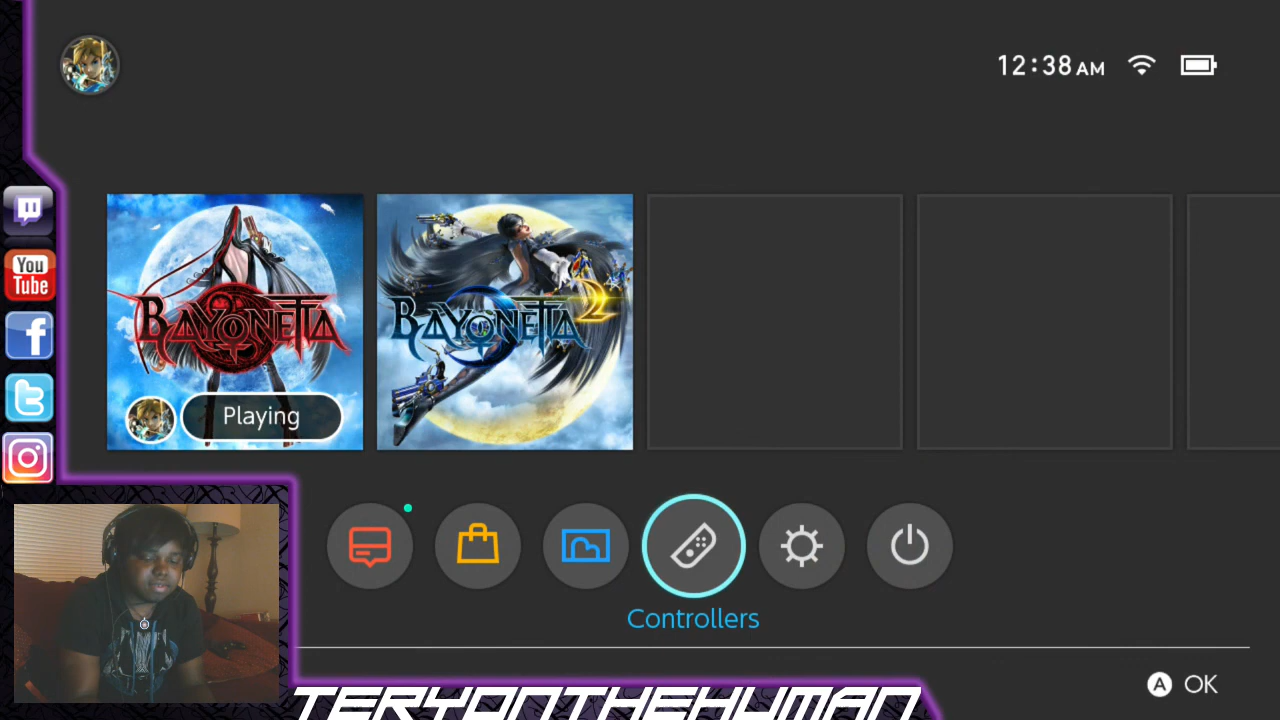 12:38 AM
You
Tube
f
t
BAYONETTA
Playing
BAYONETTA 2
Controllers
A OK
TERYONTHEHUMAN